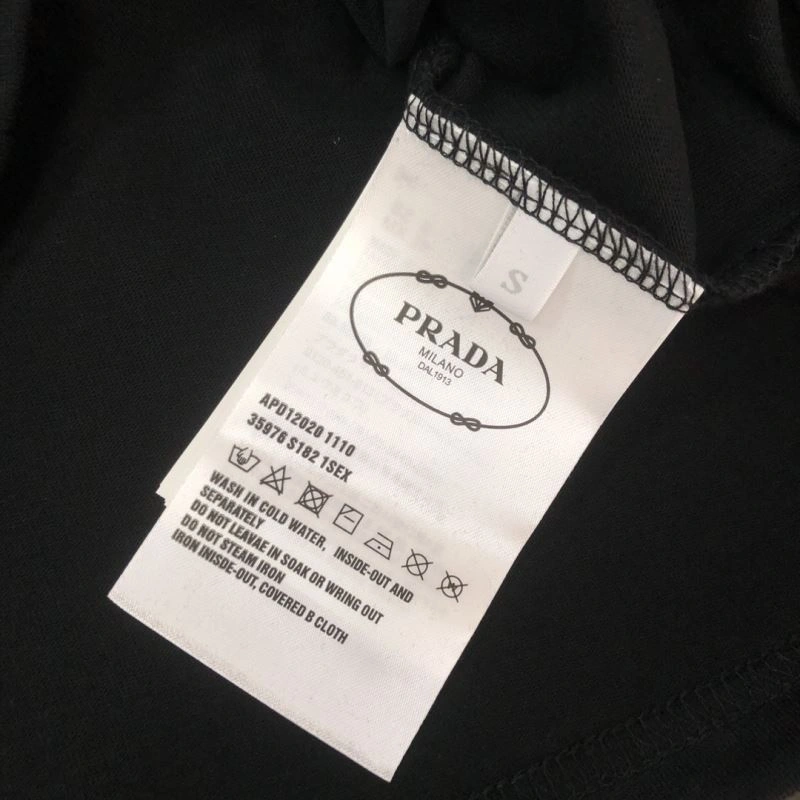 S
PRADA
MILANO
DAL1913
APD12020 1110
35976 S182 1SEX
WASH IN COLD WATER, INSIDE-OUT AND
SEPARATELY
DO NOT LEAVAE IN SOAK OR WRING OUT
DO NOT STEAM IRON
IRON INISDE-OUT, COVERED B CLOTH